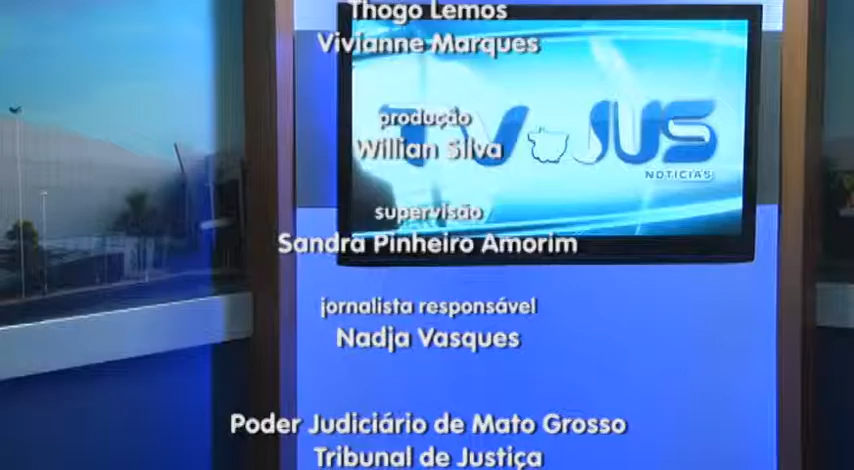 Thogo Lemos
Vivianne Marques
TV JUS
NOTÍCIAS
produção
Willian Silva
supervisão
Sandra Pinheiro Amorim
jornalista responsável
Nadja Vasques
Poder Judiciário de Mato Grosso
Tribunal de Justiça